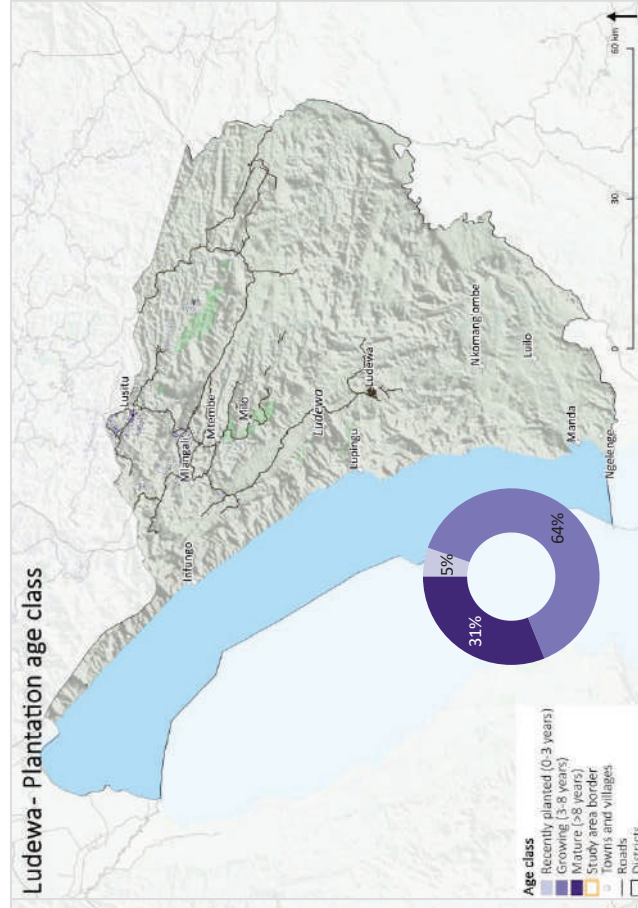 Ludewa- Plantation age class
Lusitu
Mlangali
Mtembe
Milo
Infungo
Ludewa
Lupingu
Ludewa
Nkomang'ombe
Luilo
Manda
Ngelenge
5%
64%
31%
Age class
Recently planted (0-3 years)
Growing (3-8 years)
Mature (>8 years)
Study area border
Towns and villages
Roads
Districts
0 30 60 km